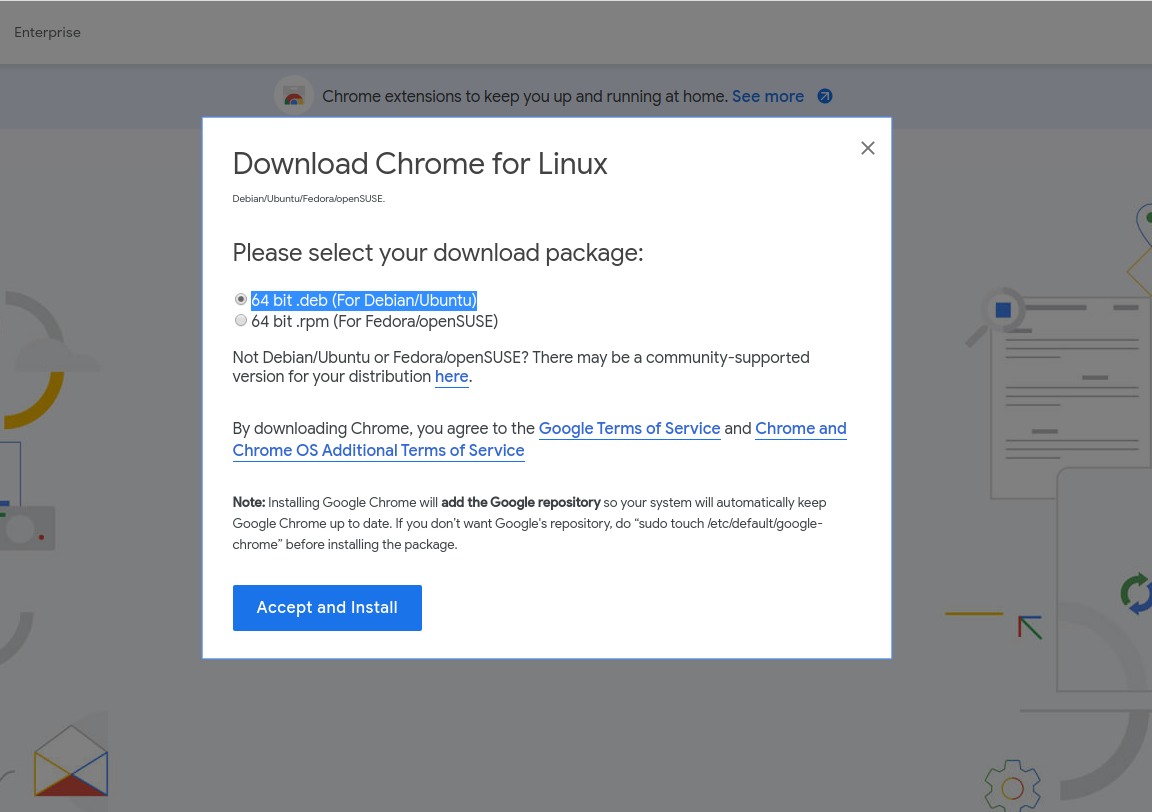 Enterprise
Chrome extensions to keep you up and running at home. See more
Download Chrome for Linux
Debian/Ubuntu/Fedora/openSUSE.
Please select your download package:
64 bit .deb (For Debian/Ubuntu)
64 bit .rpm (For Fedora/openSUSE)
Not Debian/Ubuntu or Fedora/openSUSE? There may be a community-supported
version for your distribution here.
By downloading Chrome, you agree to the Google Terms of Service and Chrome and
Chrome OS Additional Terms of Service
Note: Installing Google Chrome will add the Google repository so your system will automatically keep
Google Chrome up to date. If you don't want Google's repository, do “sudo touch /etc/default/google-
chrome” before installing the package.
Accept and Install